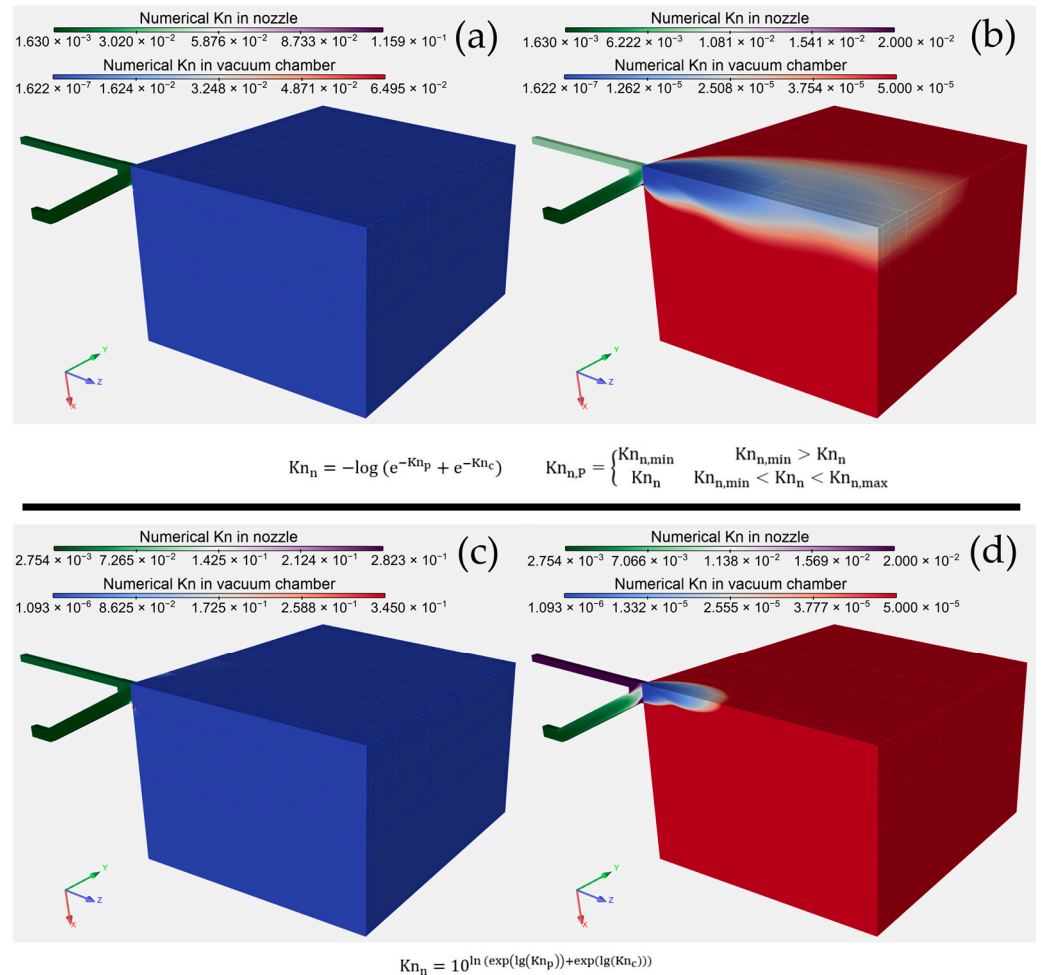 Numerical Kn in nozzle
1.630 × 10⁻³ 3.020 × 10⁻² 5.876 × 10⁻² 8.733 × 10⁻² 1.159 × 10⁻¹
(a)
Numerical Kn in vacuum chamber
1.622 × 10⁻⁷ 1.624 × 10⁻² 3.248 × 10⁻² 4.871 × 10⁻² 6.495 × 10⁻²
Y
Z
X
Numerical Kn in nozzle
1.630 × 10⁻³ 6.222 × 10⁻³ 1.081 × 10⁻² 1.541 × 10⁻² 2.000 × 10⁻²
(b)
Numerical Kn in vacuum chamber
1.622 × 10⁻⁷ 1.262 × 10⁻⁵ 2.508 × 10⁻⁵ 3.754 × 10⁻⁵ 5.000 × 10⁻⁵
Y
Z
X
Knₙ = −log (e^(−Kn_p) + e^(−Kn_c)) Kn_(n,P) = { Kn_(n,min) Kn_(n,min) > Knₙ
Knₙ Kn_(n,min) < Knₙ < Kn_(n,max)
Numerical Kn in nozzle
2.754 × 10⁻³ 7.265 × 10⁻² 1.425 × 10⁻¹ 2.124 × 10⁻¹ 2.823 × 10⁻¹
(c)
Numerical Kn in vacuum chamber
1.093 × 10⁻⁶ 8.625 × 10⁻² 1.725 × 10⁻¹ 2.588 × 10⁻¹ 3.450 × 10⁻¹
Y
Z
X
Numerical Kn in nozzle
2.754 × 10⁻³ 7.066 × 10⁻³ 1.138 × 10⁻² 1.569 × 10⁻² 2.000 × 10⁻²
(d)
Numerical Kn in vacuum chamber
1.093 × 10⁻⁶ 1.332 × 10⁻⁵ 2.555 × 10⁻⁵ 3.777 × 10⁻⁵ 5.000 × 10⁻⁵
Y
Z
X
Knₙ = 10^(ln (exp(lg(Kn_p))+exp(lg(Kn_c))))